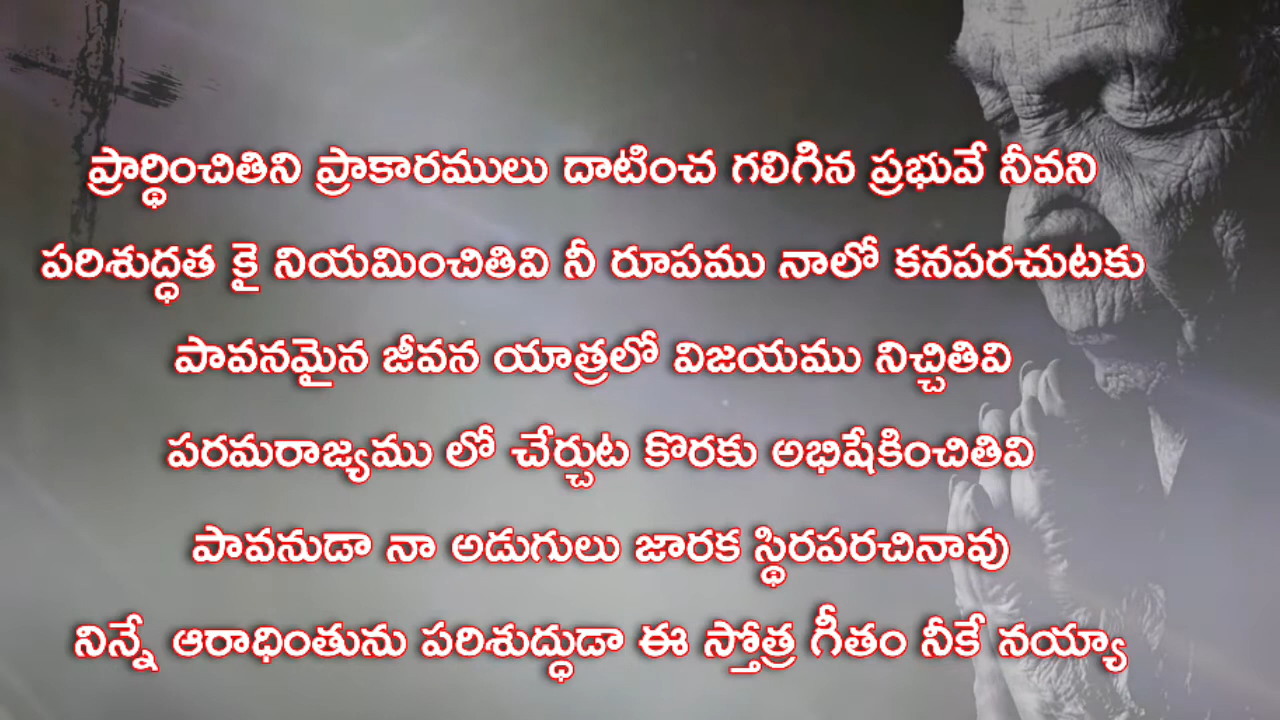 ప్రార్థించితిని ప్రాకారములు దాటించ గలిగిన ప్రభువే నీవని
పరిశుద్ధత కై నియమించితివి నీ రూపము నాలో కనపరచుటకు
పావనమైన జీవన యాత్రలో విజయము నిచ్చితివి
పరమరాజ్యము లో చేర్చుట కొరకు అభిషేకించితివి
పావనుడా నా అడుగులు జారక స్థిరపరచినావు
నిన్నే ఆరాధింతును పరిశుద్ధుడా ఈ స్తోత్ర గీతం నీకే నయ్యా